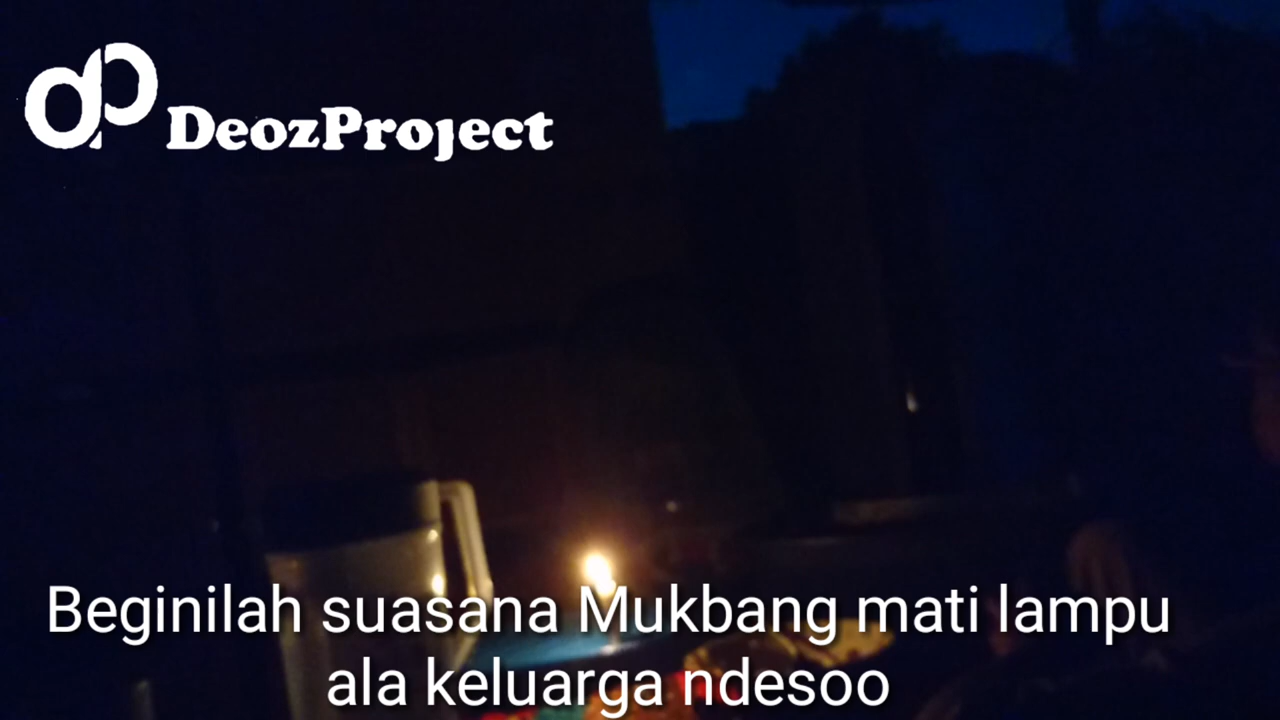 DeozProject
Beginilah suasana Mukbang mati lampu
ala keluarga ndesoo